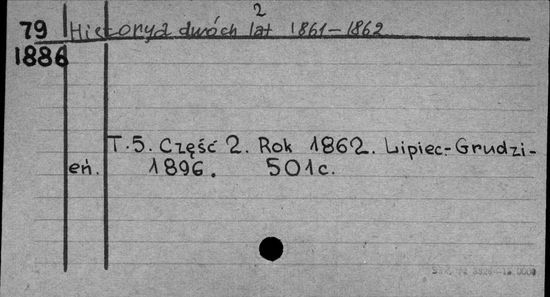 2
79 Historya dwóch lat 1861-1862
1886
T.5. Część 2. Rok 1862. Lipiec-Grudzi-
eń. 1896. 501c.